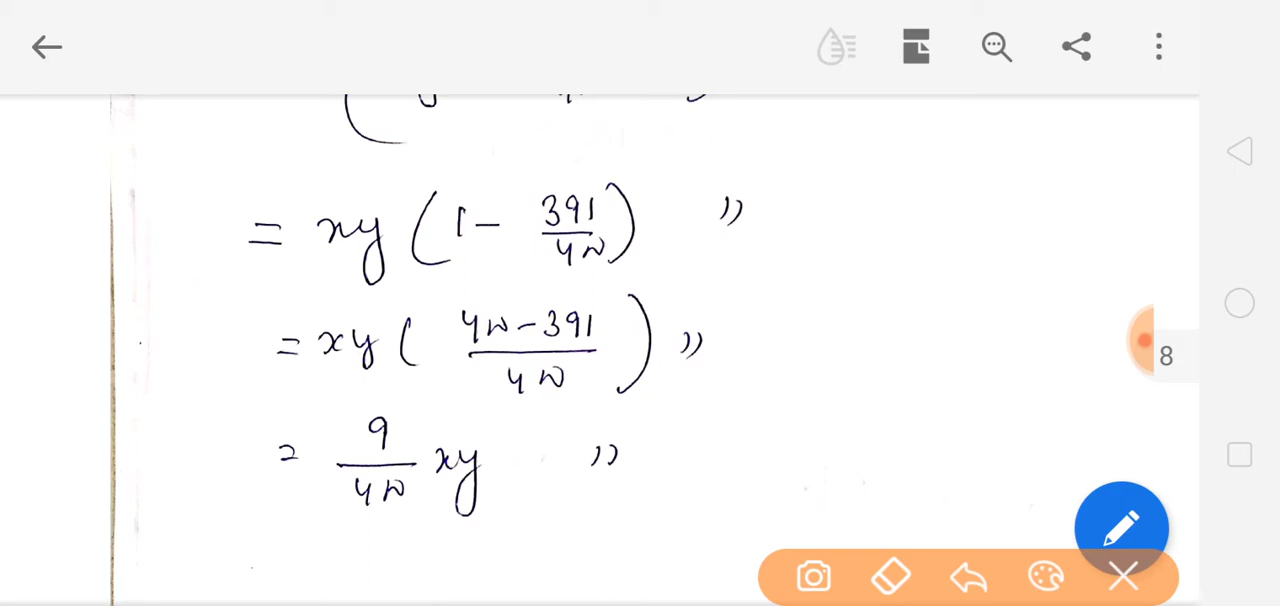 = xy (1 - 391/400) ”
= xy ( (400 - 391)/400 ) ”
= 9/400 xy ”
8